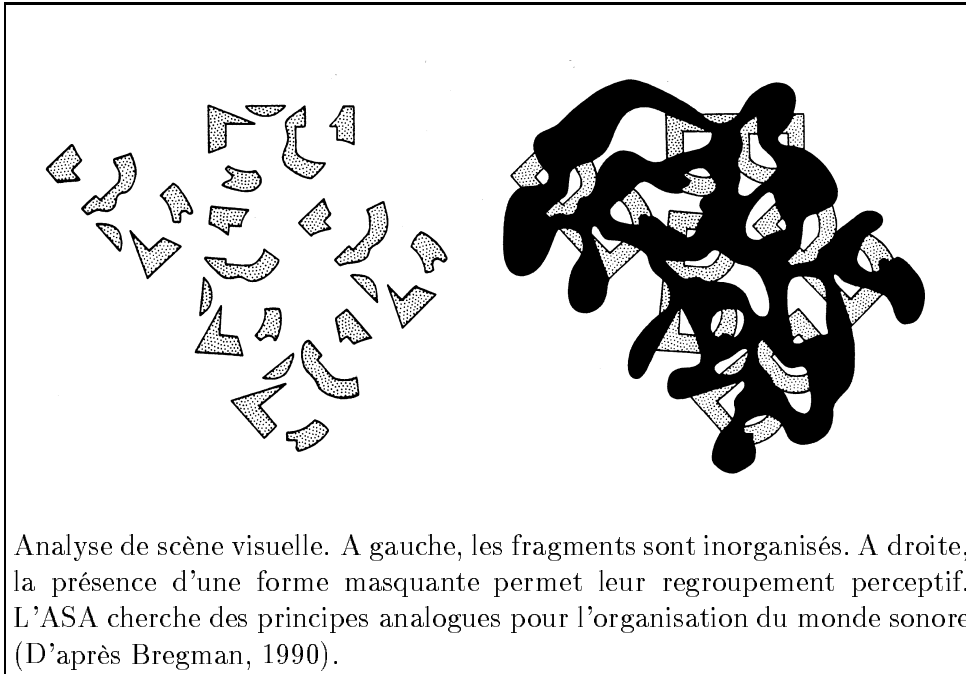 Analyse de scène visuelle. A gauche, les fragments sont inorganisés. A droite,
la présence d'une forme masquante permet leur regroupement perceptif.
L'ASA cherche des principes analogues pour l'organisation du monde sonore
(D'après Bregman, 1990).